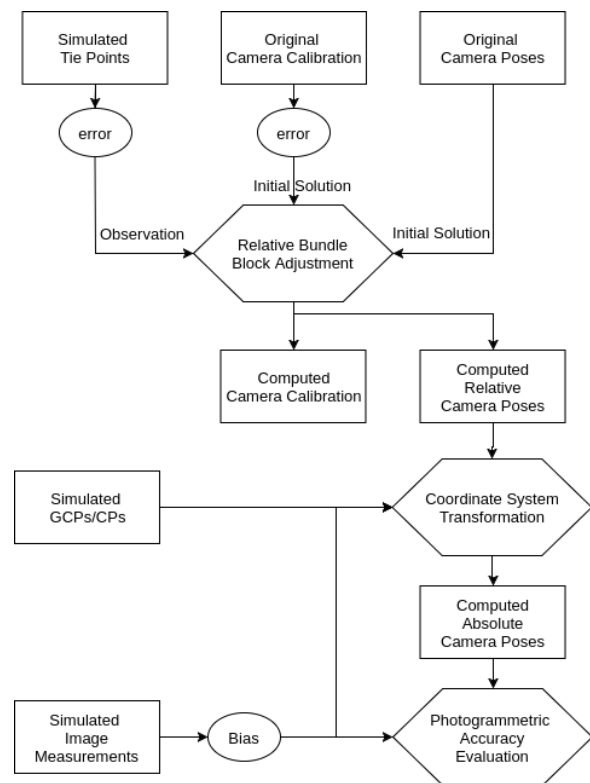 Simulated
Tie Points
Original
Camera Calibration
Original
Camera Poses
error
error
Initial Solution
Observation
Initial Solution
Relative Bundle
Block Adjustment
Computed
Camera Calibration
Computed
Relative
Camera Poses
Simulated
GCPs/CPs
Coordinate System
Transformation
Computed
Absolute
Camera Poses
Simulated
Image
Measurements
Bias
Photogrammetric
Accuracy
Evaluation